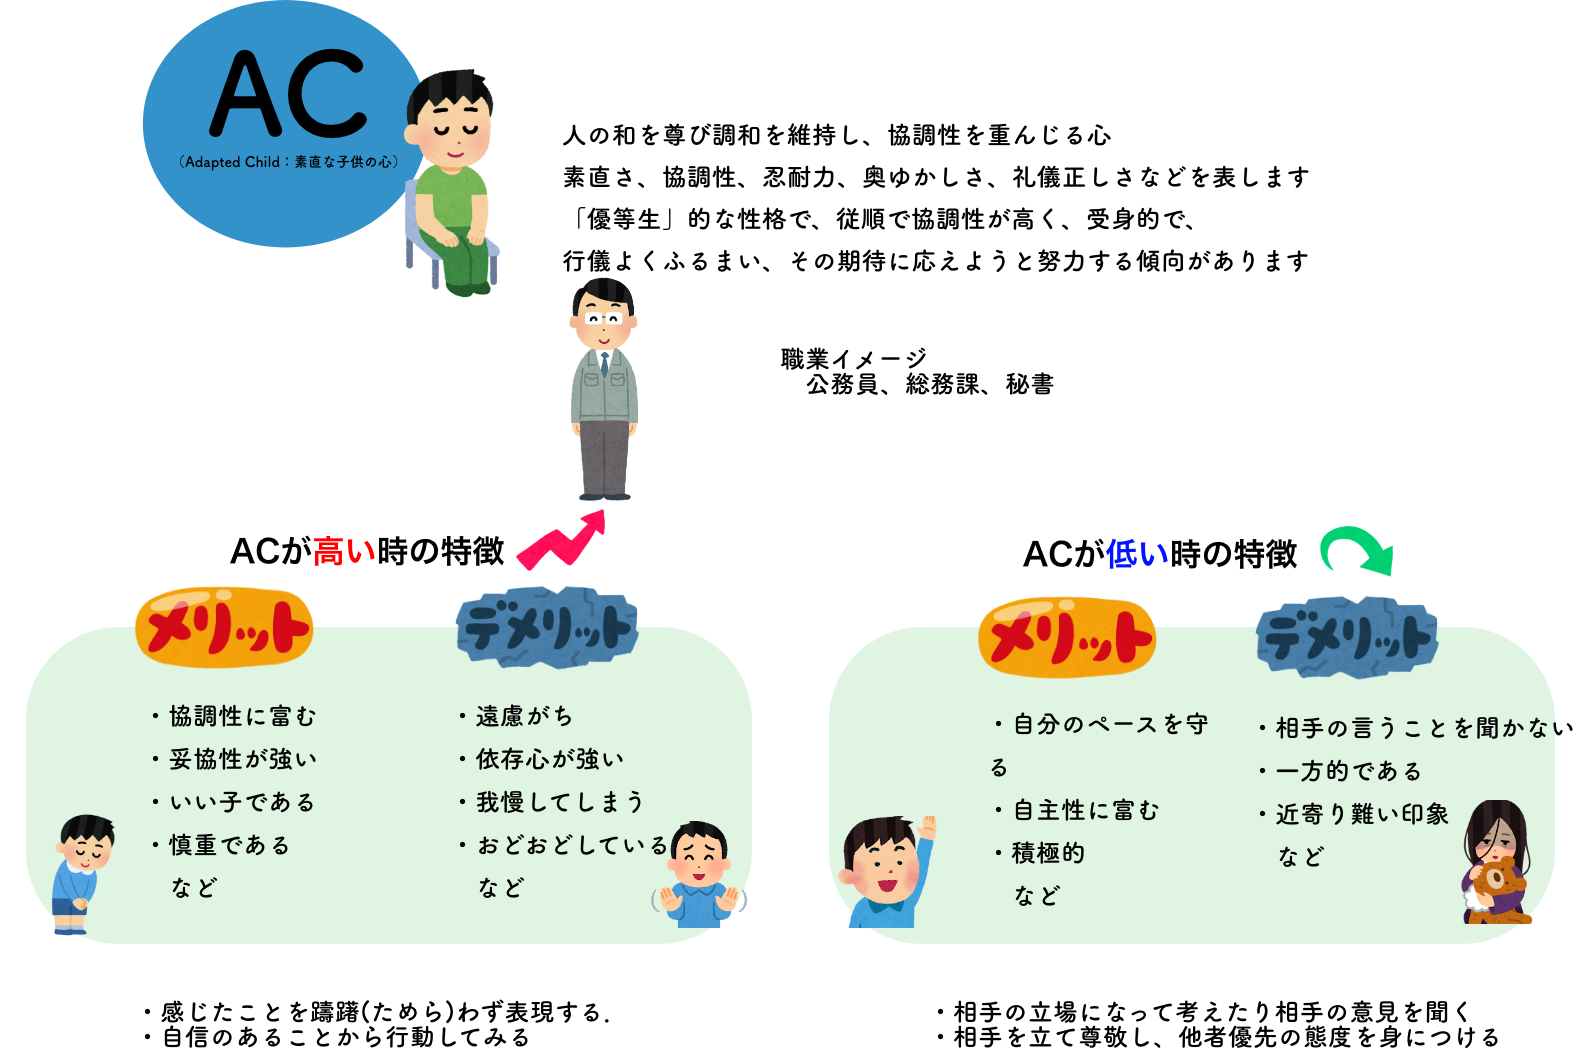 AC
（Adapted Child：素直な子供の心）
人の和を尊び調和を維持し、協調性を重んじる心
素直さ、協調性、忍耐力、奥ゆかしさ、礼儀正しさなどを表します
「優等生」的な性格で、従順で協調性が高く、受身的で、
行儀よくふるまい、その期待に応えようと努力する傾向があります
職業イメージ
公務員、総務課、秘書
ACが高い時の特徴
メリット
・協調性に富む
・妥協性が強い
・いい子である
・慎重である
など
デメリット
・遠慮がち
・依存心が強い
・我慢してしまう
・おどおどしている
など
・感じたことを躊躇(ためら)わず表現する.
・自信のあることから行動してみる
ACが低い時の特徴
メリット
・自分のペースを守
る
・自主性に富む
・積極的
など
デメリット
・相手の言うことを聞かない
・一方的である
・近寄り難い印象
など
・相手の立場になって考えたり相手の意見を聞く
・相手を立て尊敬し、他者優先の態度を身につける